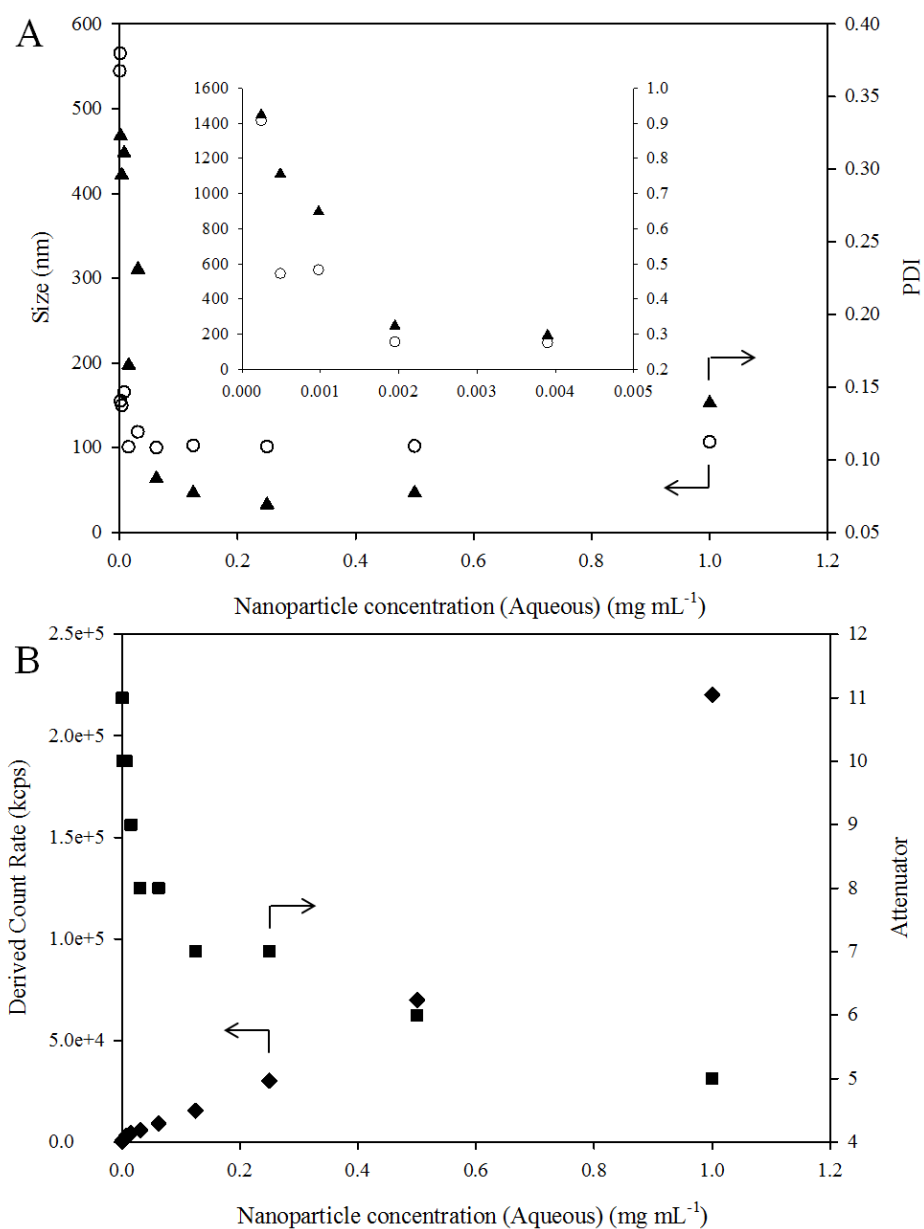 A
600
500
400
300
200
100
0
Size (nm)
0.40
0.35
0.30
0.25
0.20
0.15
0.10
0.05
PDI
1600
1400
1200
1000
800
600
400
200
0
1.0
0.9
0.8
0.7
0.6
0.5
0.4
0.3
0.2
0.000 0.001 0.002 0.003 0.004 0.005
0.0 0.2 0.4 0.6 0.8 1.0 1.2
Nanoparticle concentration (Aqueous) (mg mL⁻¹)
B
2.5e+5
2.0e+5
1.5e+5
1.0e+5
5.0e+4
0.0
Derived Count Rate (kcps)
12
11
10
9
8
7
6
5
4
Attenuator
0.0 0.2 0.4 0.6 0.8 1.0 1.2
Nanoparticle concentration (Aqueous) (mg mL⁻¹)